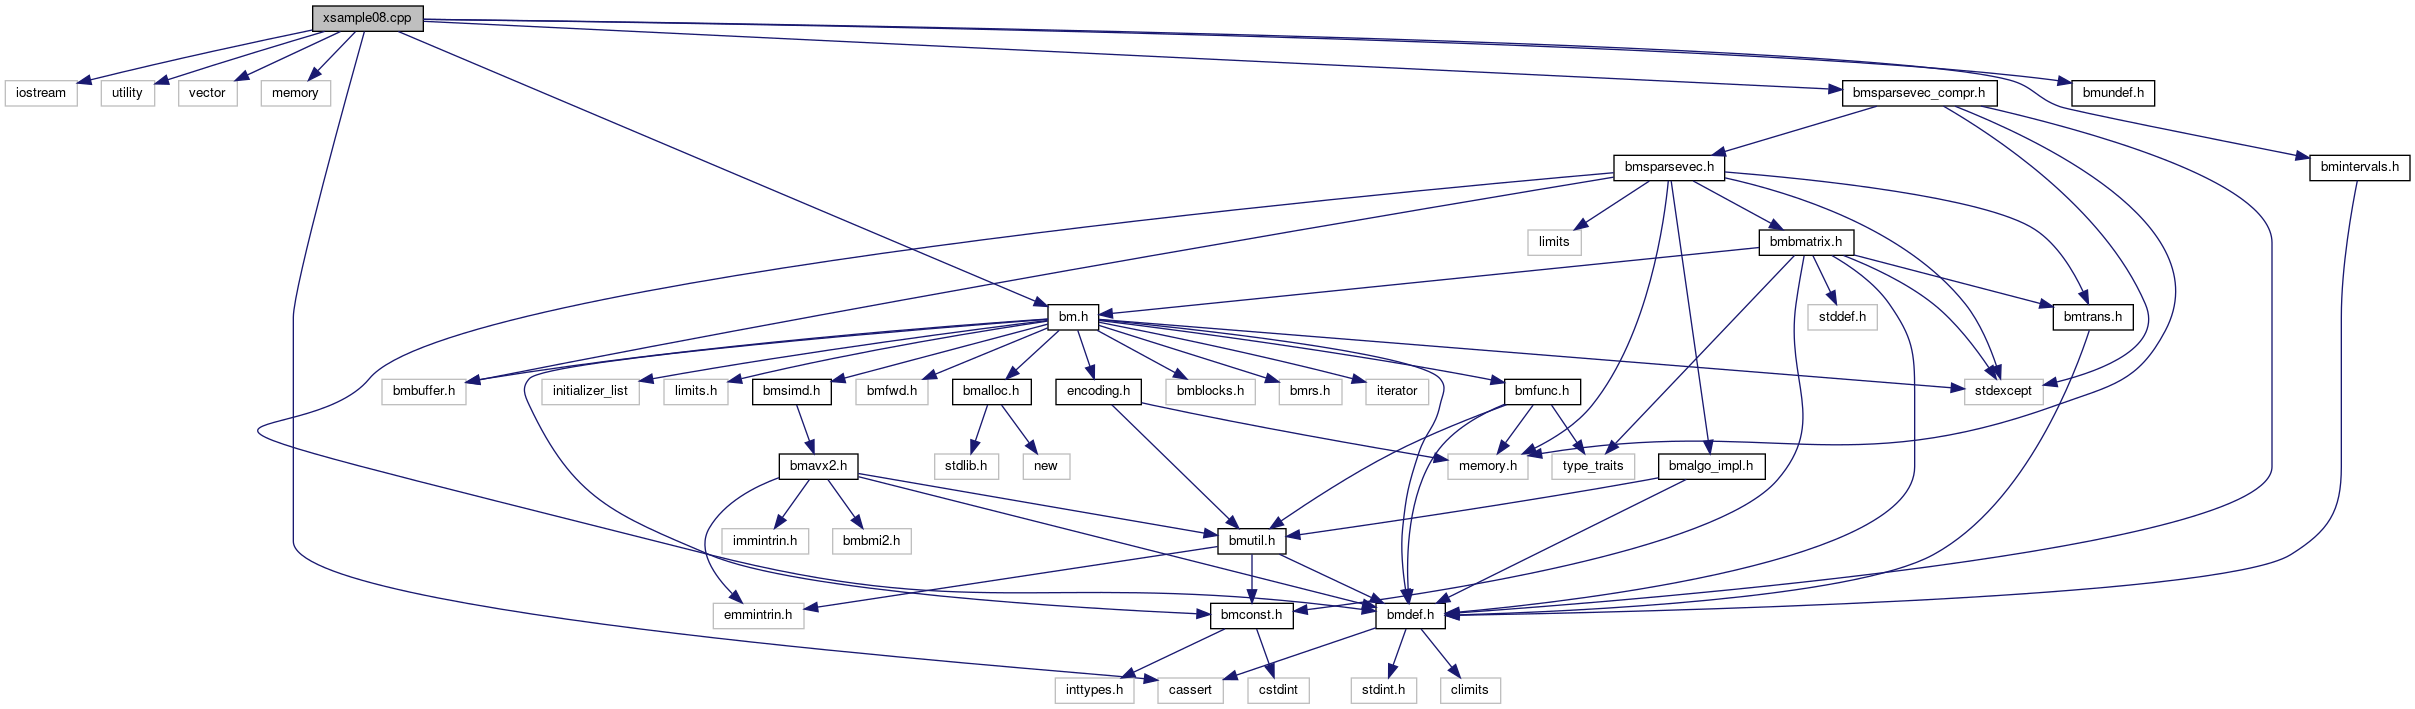 xsample08.cpp
iostream
utility
vector
memory
bmsparsevec_compr.h
bmundef.h
bmsparsevec.h
bmintervals.h
limits
bmbmatrix.h
bm.h
stddef.h
bmtrans.h
bmbuffer.h
initializer_list
limits.h
bmsimd.h
bmfwd.h
bmalloc.h
encoding.h
bmblocks.h
bmrs.h
iterator
bmfunc.h
stdexcept
bmavx2.h
stdlib.h
new
memory.h
type_traits
bmalgo_impl.h
immintrin.h
bmbmi2.h
bmutil.h
emmintrin.h
bmconst.h
bmdef.h
inttypes.h
cassert
cstdint
stdint.h
climits